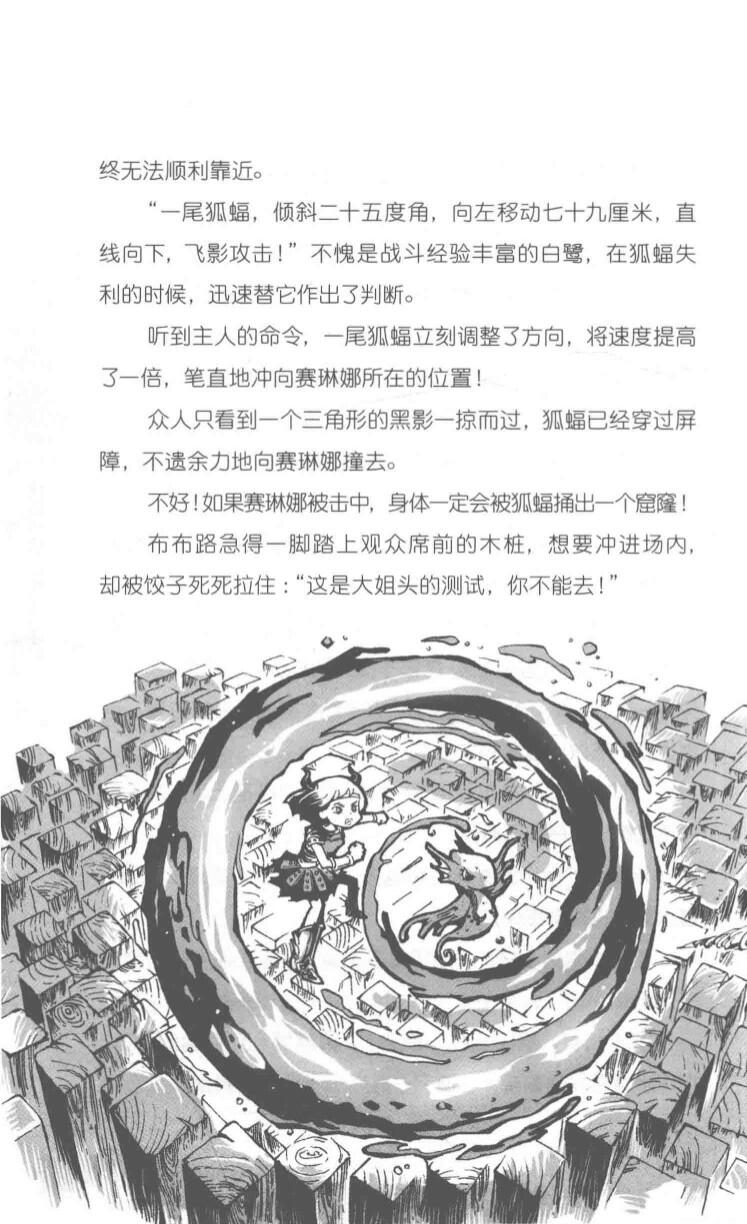 终无法顺利靠近。
“一尾狐蝠，倾斜二十五度角，向左移动七十九厘米，直
线向下，飞影攻击！”不愧是战斗经验丰富的白鹭，在狐蝠失
利的时候，迅速替它作出了判断。
听到主人的命令，一尾狐蝠立刻调整了方向，将速度提高
了一倍，笔直地冲向赛琳娜所在的位置！
众人只看到一个三角形的黑影一掠而过，狐蝠已经穿过屏
障，不遗余力地向赛琳娜撞去。
不好！如果赛琳娜被击中，身体一定会被狐蝠捅出一个窟窿！
布布路急得一脚踏上观众席前的木桩，想要冲进场内，
却被饺子死死拉住：“这是大姐头的测试，你不能去！”